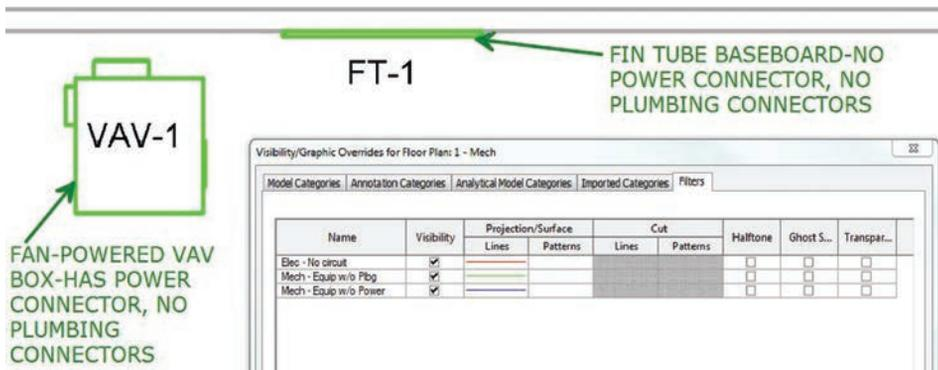 FT-1
FIN TUBE BASEBOARD-NO
POWER CONNECTOR, NO
PLUMBING CONNECTORS
VAV-1
FAN-POWERED VAV
BOX-HAS POWER
CONNECTOR, NO
PLUMBING
CONNECTORS
Visibility/Graphic Overrides for Floor Plan: 1 - Mech
Model Categories Annotation Categories Analytical Model Categories Imported Categories Filters
Name Visibility Projection/Surface Cut Halftone Ghost S... Transpar...
Lines Patterns Lines Patterns
Elec - No circuit
Mech - Equip w/o Plbg
Mech - Equip w/o Power